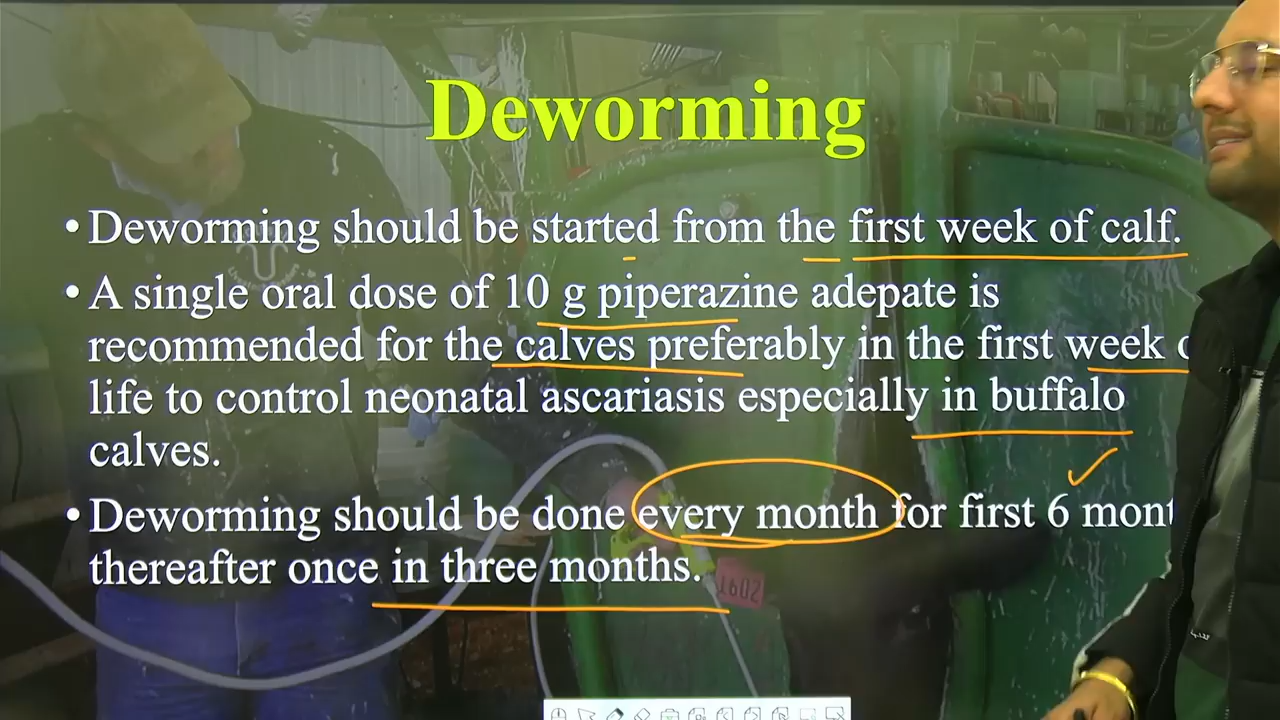 Deworming
• Deworming should be started from the first week of calf.
• A single oral dose of 10 g piperazine adepate is
recommended for the calves preferably in the first week
life to control neonatal ascariasis especially in buffalo
calves.
• Deworming should be done every month for first 6
thereafter once in three months.
1602